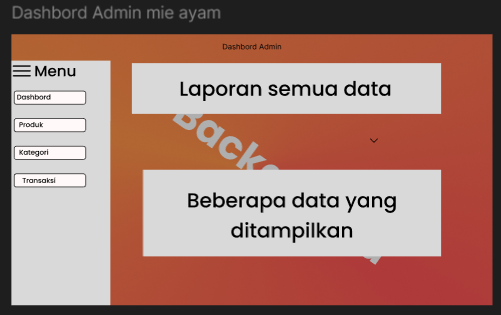 Dashbord Admin mie ayam
Dashbord Admin
Menu
Laporan semua data
Dashbord
Produk
Kategori
Transaksi
Beberapa data yang
ditampilkan